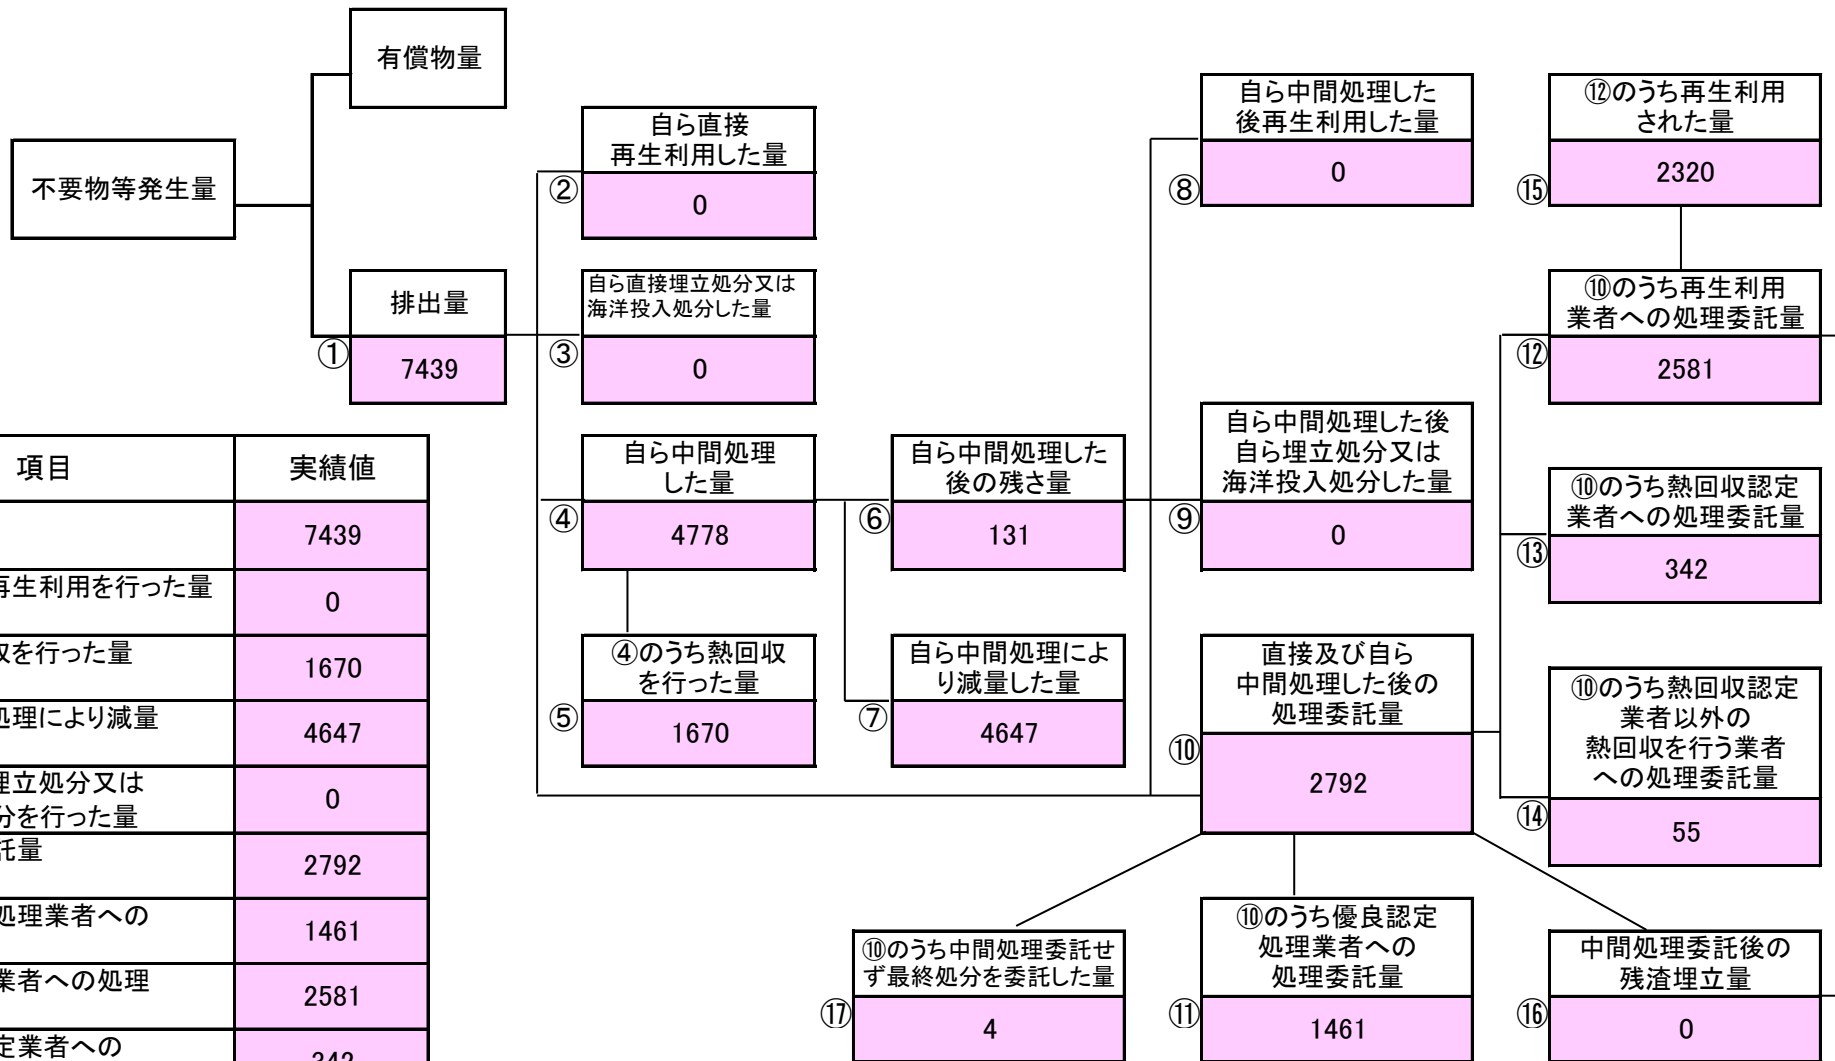 有償物量
不要物等発生量
排出量
①
7439
自ら直接
再生利用した量
②
0
自ら直接埋立処分又は
海洋投入処分した量
③
0
自ら中間処理
した量
④
4778
④のうち熱回収
を行った量
⑤
1670
自ら中間処理した
後の残さ量
⑥
131
自ら中間処理によ
り減量した量
⑦
4647
自ら中間処理した
後再生利用した量
⑧
0
自ら中間処理した後
自ら埋立処分又は
海洋投入処分した量
⑨
0
直接及び自ら
中間処理した後の
処理委託量
⑩
2792
⑫のうち再生利用
された量
⑮
2320
⑩のうち再生利用
業者への処理委託量
⑫
2581
⑩のうち熱回収認定
業者への処理委託量
⑬
342
⑩のうち熱回収認定
業者以外の
熱回収を行う業者
への処理委託量
⑭
55
⑩のうち中間処理委託せ
ず最終処分を委託した量
⑰
4
⑩のうち優良認定
処理業者への
処理委託量
⑪
1461
中間処理委託後の
残渣埋立量
⑯
0
項目 実績値
7439
再生利用を行った量 0
を行った量 1670
処理により減量 4647
埋立処分又は
分を行った量 0
託量 2792
処理業者への 1461
業者への処理 2581
定業者への 342